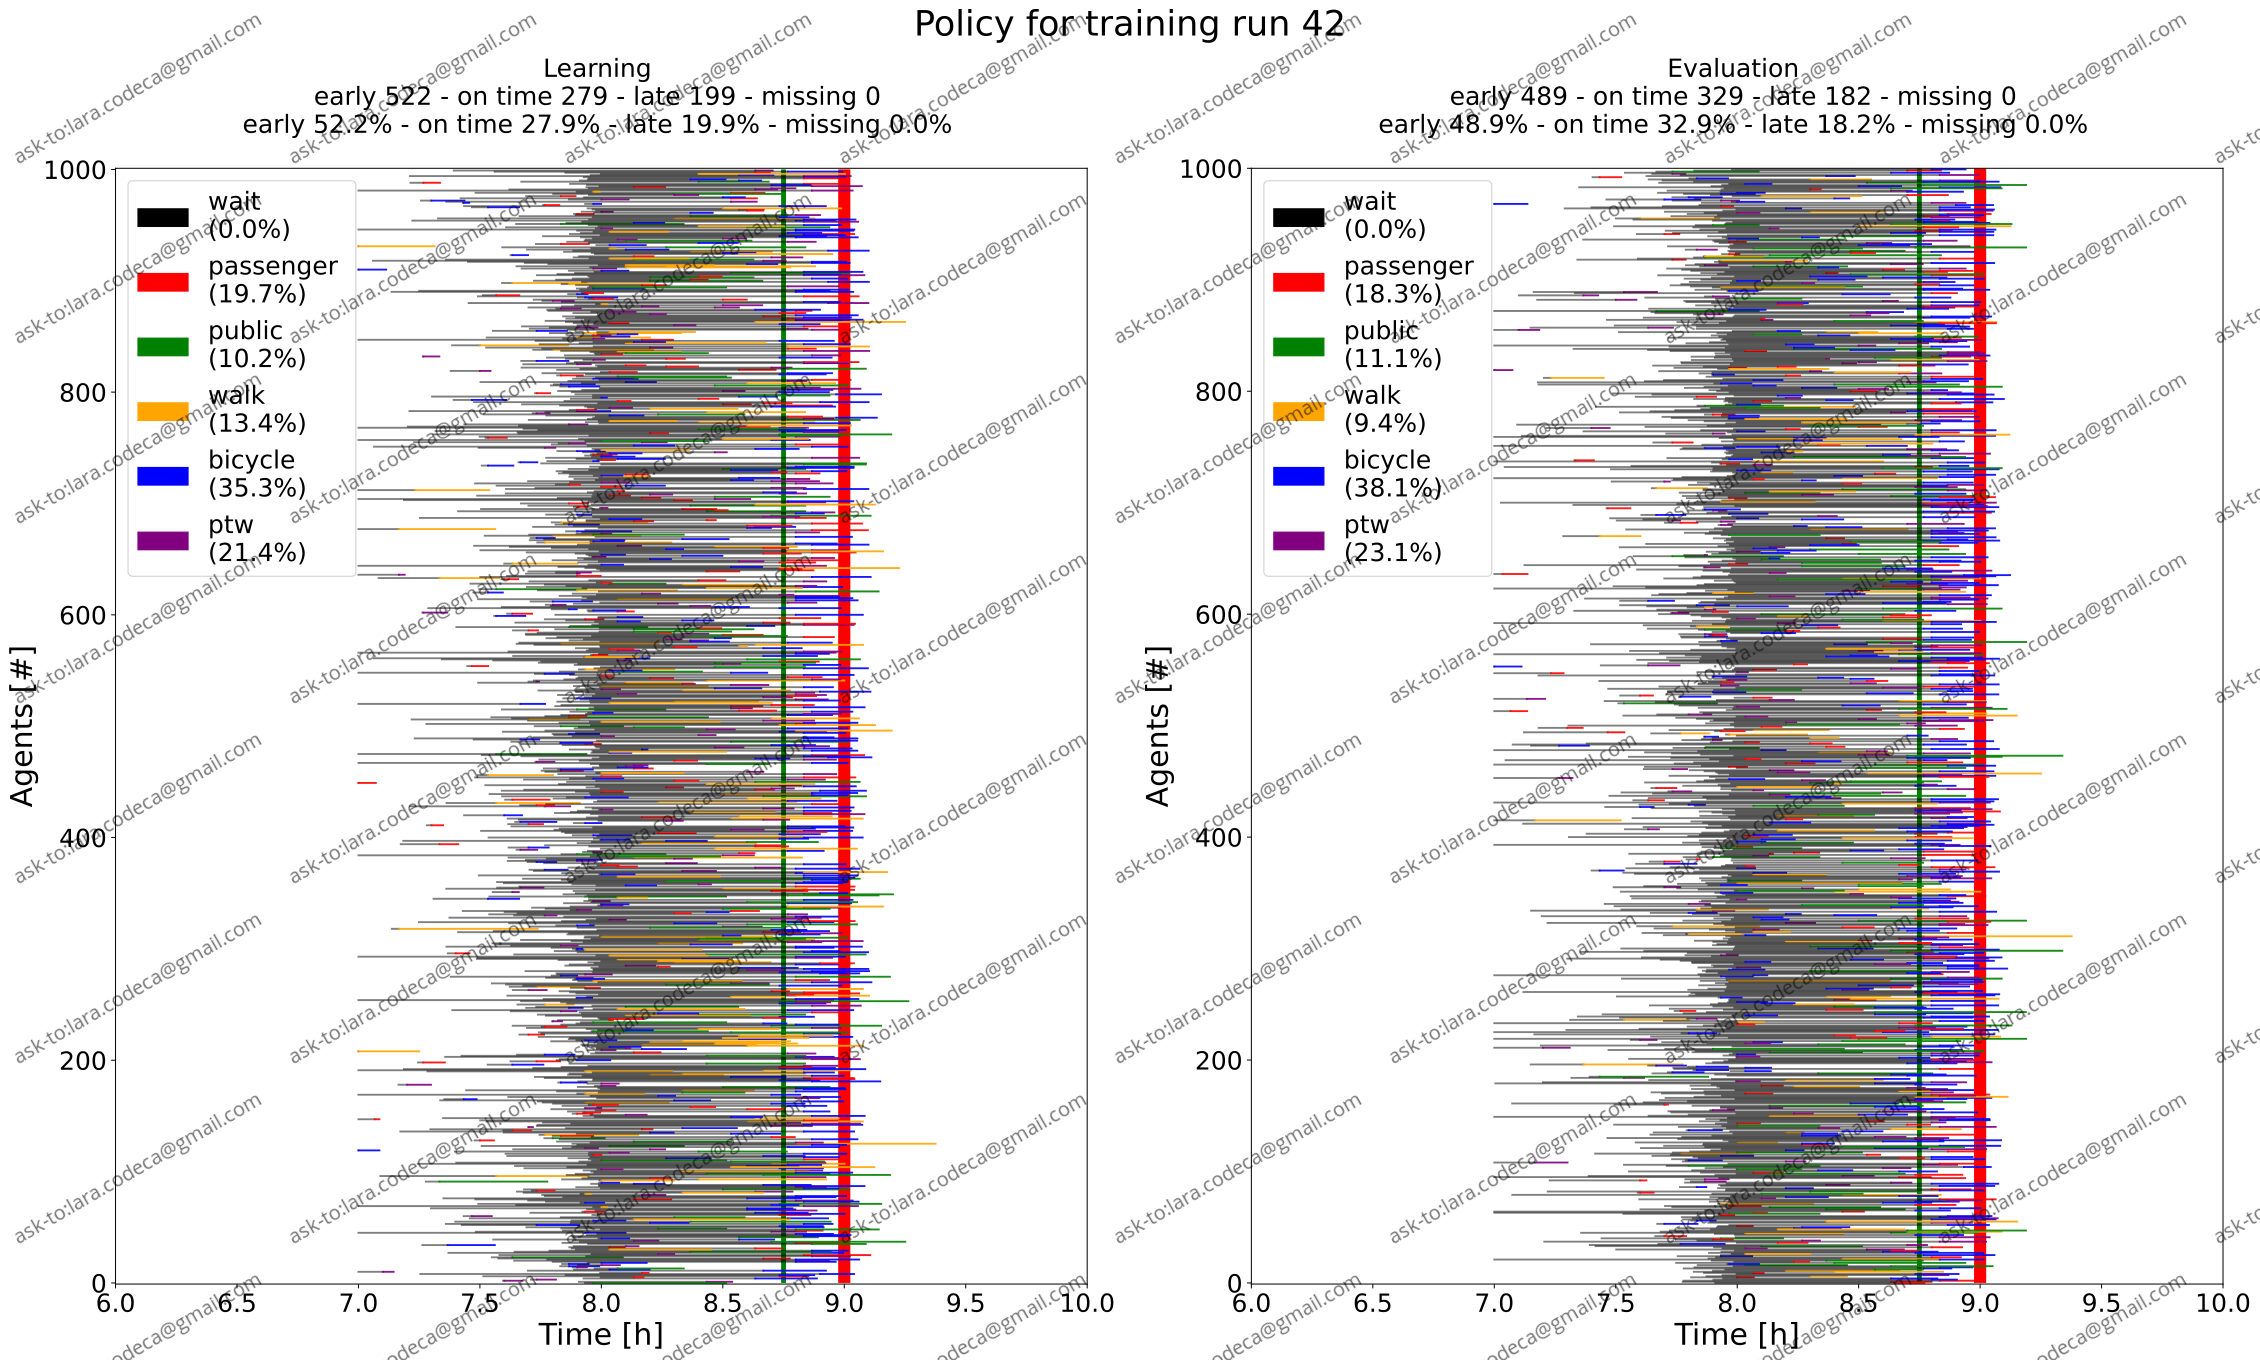 Policy for training run 42
Learning
early 522 - on time 279 - late 199 - missing 0
early 52.2% - on time 27.9% - late 19.9% - missing 0.0%
wait
(0.0%)
passenger
(19.7%)
public
(10.2%)
walk
(13.4%)
bicycle
(35.3%)
ptw
(21.4%)
1000
800
600
400
200
0
Agents [#]
6.0 6.5 7.0 7.5 8.0 8.5 9.0 9.5 10.0
Time [h]
Evaluation
early 489 - on time 329 - late 182 - missing 0
early 48.9% - on time 32.9% - late 18.2% - missing 0.0%
wait
(0.0%)
passenger
(18.3%)
public
(11.1%)
walk
(9.4%)
bicycle
(38.1%)
ptw
(23.1%)
1000
800
600
400
200
0
Agents [#]
6.0 6.5 7.0 7.5 8.0 8.5 9.0 9.5 10.0
Time [h]
ask-to:lara.codeca@gmail.com